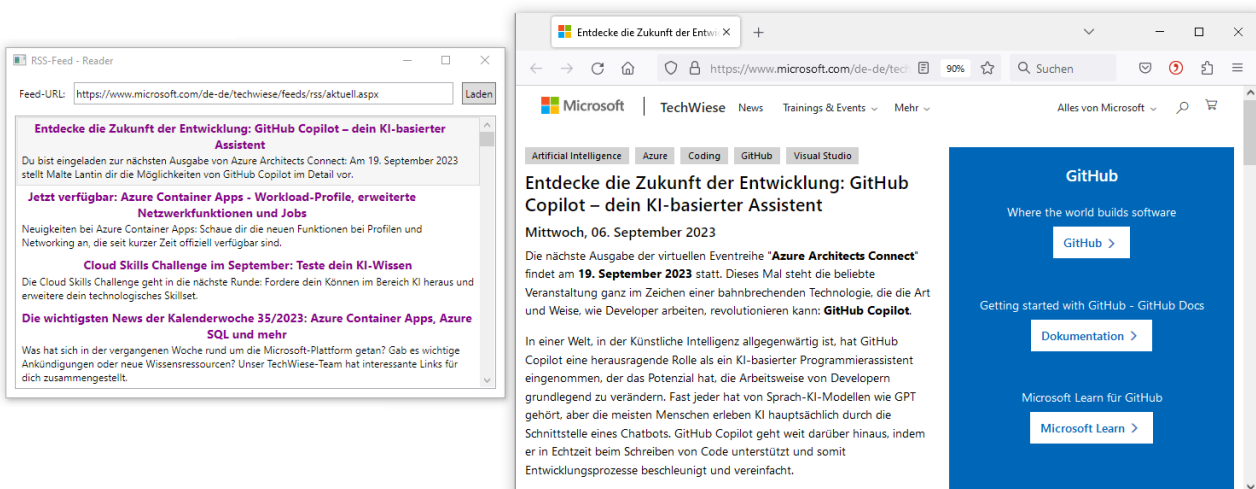 RSS-Feed - Reader
Feed-URL: https://www.microsoft.com/de-de/techwiese/feeds/rss/aktuell.aspx Laden
Entdecke die Zukunft der Entwicklung: GitHub Copilot – dein KI-basierter
Assistent
Du bist eingeladen zur nächsten Ausgabe von Azure Architects Connect: Am 19. September 2023
stellt Malte Lantin dir die Möglichkeiten von GitHub Copilot im Detail vor.
Jetzt verfügbar: Azure Container Apps - Workload-Profile, erweiterte
Netzwerkfunktionen und Jobs
Neuigkeiten bei Azure Container Apps: Schaue dir die neuen Funktionen bei Profilen und
Networking an, die seit kurzer Zeit offiziell verfügbar sind.
Cloud Skills Challenge im September: Teste dein KI-Wissen
Die Cloud Skills Challenge geht in die nächste Runde: Fordere dein Können im Bereich KI heraus und
erweitere dein technologisches Skillset.
Die wichtigsten News der Kalenderwoche 35/2023: Azure Container Apps, Azure
SQL und mehr
Was hat sich in der vergangenen Woche rund um die Microsoft-Plattform getan? Gab es wichtige
Ankündigungen oder neue Wissensressourcen? Unser TechWiese-Team hat interessante Links für
dich zusammengestellt.
Entdecke die Zukunft der Entwi
https://www.microsoft.com/de-de/tech 90% Suchen
Microsoft TechWiese News Trainings & Events Mehr Alles von Microsoft
Artificial Intelligence Azure Coding GitHub Visual Studio
Entdecke die Zukunft der Entwicklung: GitHub
Copilot – dein KI-basierter Assistent
Mittwoch, 06. September 2023
Die nächste Ausgabe der virtuellen Eventreihe "Azure Architects Connect"
findet am 19. September 2023 statt. Dieses Mal steht die beliebte
Veranstaltung ganz im Zeichen einer bahnbrechenden Technologie, die die Art
und Weise, wie Developer arbeiten, revolutionieren kann: GitHub Copilot.
In einer Welt, in der Künstliche Intelligenz allgegenwärtig ist, hat GitHub
Copilot eine herausragende Rolle als ein KI-basierter Programmierassistent
eingenommen, der das Potenzial hat, die Arbeitsweise von Developern
grundlegend zu verändern. Fast jeder hat von Sprach-KI-Modellen wie GPT
gehört, aber die meisten Menschen erleben KI hauptsächlich durch die
Schnittstelle eines Chatbots. GitHub Copilot geht weit darüber hinaus, indem
er in Echtzeit beim Schreiben von Code unterstützt und somit
Entwicklungsprozesse beschleunigt und vereinfacht.
GitHub
Where the world builds software
GitHub
Getting started with GitHub - GitHub Docs
Dokumentation
Microsoft Learn für GitHub
Microsoft Learn